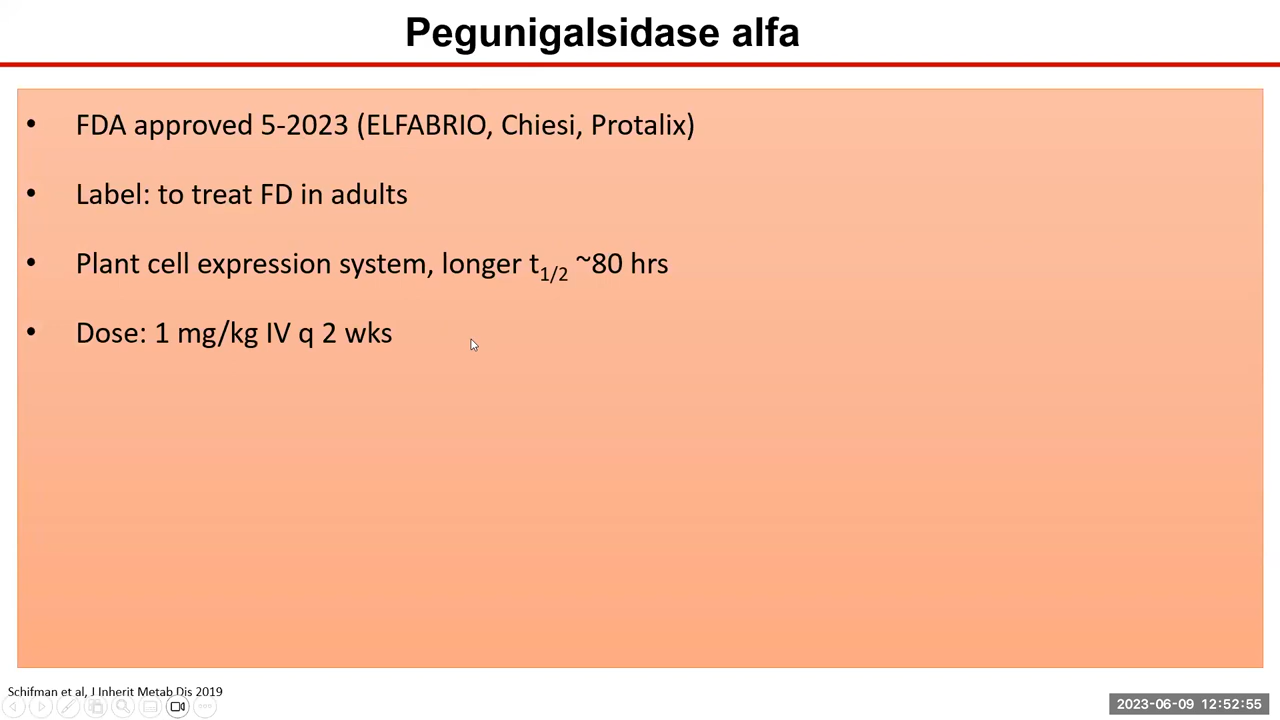 Pegunigalsidase alfa
• FDA approved 5-2023 (ELFABRIO, Chiesi, Protalix)
• Label: to treat FD in adults
• Plant cell expression system, longer t1/2 ~80 hrs
• Dose: 1 mg/kg IV q 2 wks
Schifman et al, J Inherit Metab Dis 2019
2023-06-09 12:52:55